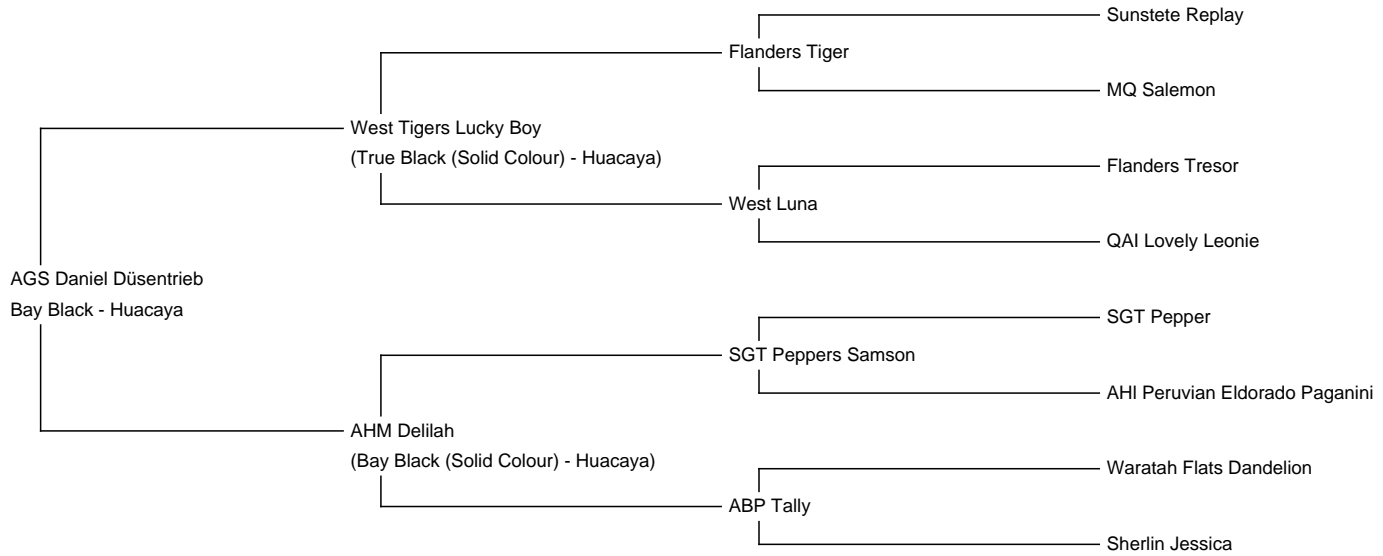 Sunstete Replay
Flanders Tiger
MQ Salemon
West Tigers Lucky Boy
(True Black (Solid Colour) - Huacaya)
Flanders Tresor
West Luna
QAI Lovely Leonie
AGS Daniel Düsentrieb
Bay Black - Huacaya
SGT Pepper
SGT Peppers Samson
AHI Peruvian Eldorado Paganini
AHM Delilah
(Bay Black (Solid Colour) - Huacaya)
Waratah Flats Dandelion
ABP Tally
Sherlin Jessica